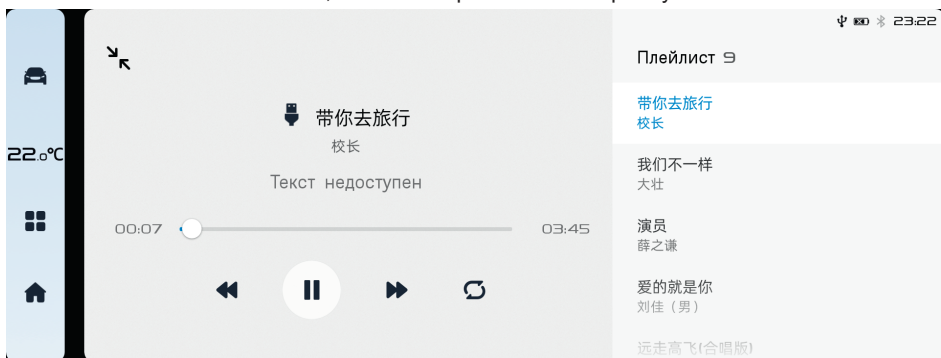 23:22
22.0°C
带你去旅行
校长
Текст недоступен
00:07
03:45
Плейлист 9
带你去旅行
校长
我们不一样
大壮
演员
薛之谦
爱的就是你
刘佳（男）
远走高飞(合唱版)